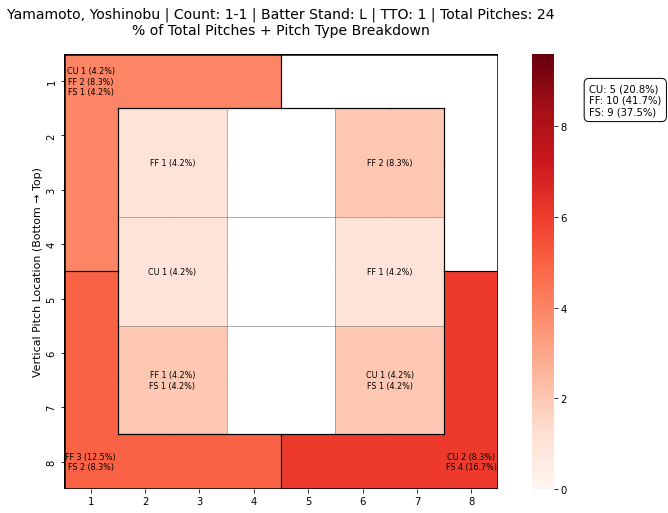 Yamamoto, Yoshinobu | Count: 1-1 | Batter Stand: L | TTO: 1 | Total Pitches: 24
% of Total Pitches + Pitch Type Breakdown
CU 1 (4.2%)
FF 2 (8.3%)
FS 1 (4.2%)
CU: 5 (20.8%)
FF: 10 (41.7%)
FS: 9 (37.5%)
FF 1 (4.2%)
FF 2 (8.3%)
CU 1 (4.2%)
FF 1 (4.2%)
FF 1 (4.2%)
FS 1 (4.2%)
CU 1 (4.2%)
FS 1 (4.2%)
FF 3 (12.5%)
FS 2 (8.3%)
CU 2 (8.3%)
FS 4 (16.7%)
Vertical Pitch Location (Bottom → Top)
1
2
3
4
5
6
7
8
1 2 3 4 5 6 7 8
8
6
4
2
0